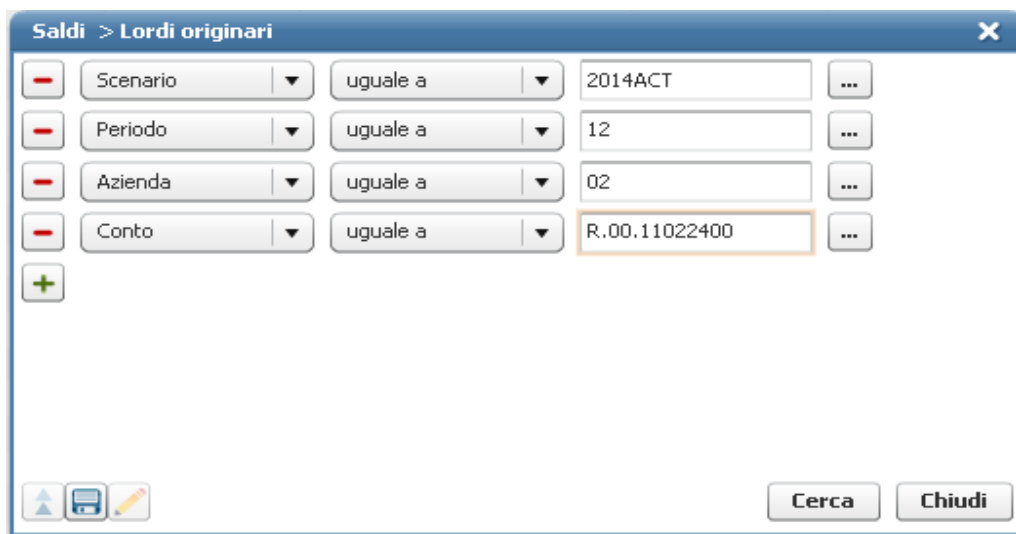 Saldi > Lordi originari
Scenario uguale a 2014ACT ...
Periodo uguale a 12 ...
Azienda uguale a 02 ...
Conto uguale a R.00.11022400 ...
Cerca Chiudi